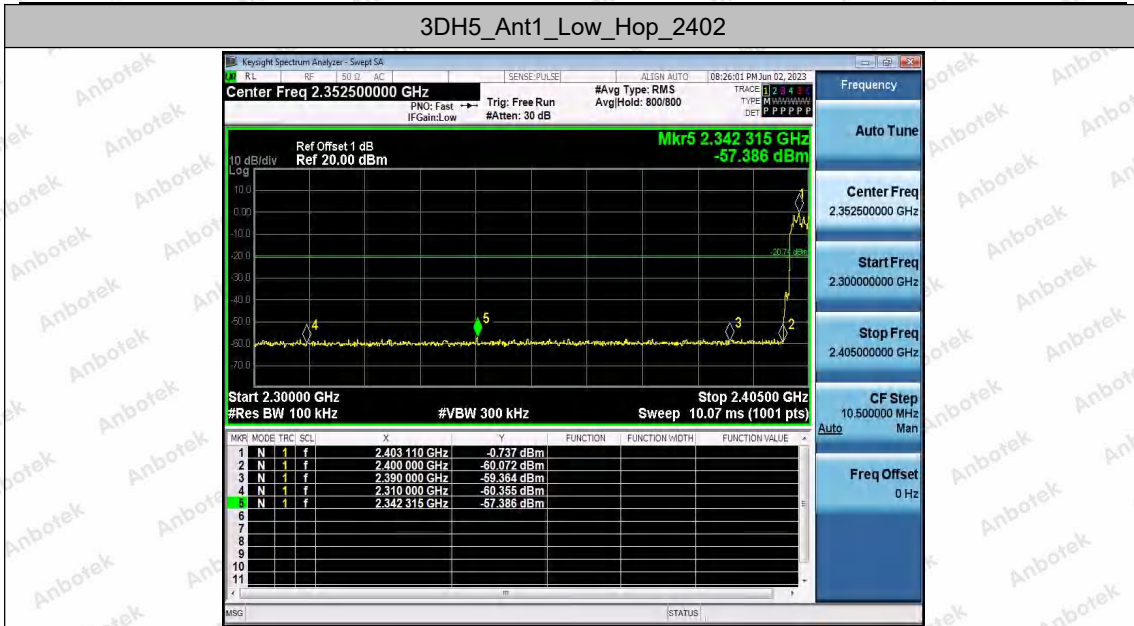 3DH5_Ant1_Low_Hop_2402
Keysight Spectrum Analyzer - Swept SA
RL RF 50 Ω AC SENSE:PULSE ALIGN AUTO 08:26:01 PM Jun 02, 2023
Center Freq 2.352500000 GHz
PNO: Fast
IFGain:Low
Trig: Free Run
#Atten: 30 dB
#Avg Type: RMS
Avg|Hold: 800/800
TRACE 1 2 3 4 5 6
TYPE M W W W W W
DET P P P P P P
Mkr5 2.342 315 GHz
-57.386 dBm
Ref Offset 1 dB
10 dB/div Ref 20.00 dBm
Log
10.0
0.00
-10.0
-20.0
-30.0
-40.0
-50.0
-60.0
-70.0
1
-20.74 dBm
4
5
3
2
Start 2.30000 GHz Stop 2.40500 GHz
#Res BW 100 kHz #VBW 300 kHz Sweep 10.07 ms (1001 pts)
MKR MODE TRC SCL X Y FUNCTION FUNCTION WIDTH FUNCTION VALUE
1 N 1 f 2.403 110 GHz -0.737 dBm
2 N 1 f 2.400 000 GHz -60.072 dBm
3 N 1 f 2.390 000 GHz -59.364 dBm
4 N 1 f 2.310 000 GHz -60.355 dBm
5 N 1 f 2.342 315 GHz -57.386 dBm
6
7
8
9
10
11
MSG STATUS
Frequency
Auto Tune
Center Freq
2.352500000 GHz
Start Freq
2.300000000 GHz
Stop Freq
2.405000000 GHz
CF Step
10.500000 MHz
Auto Man
Freq Offset
0 Hz
Anbotek